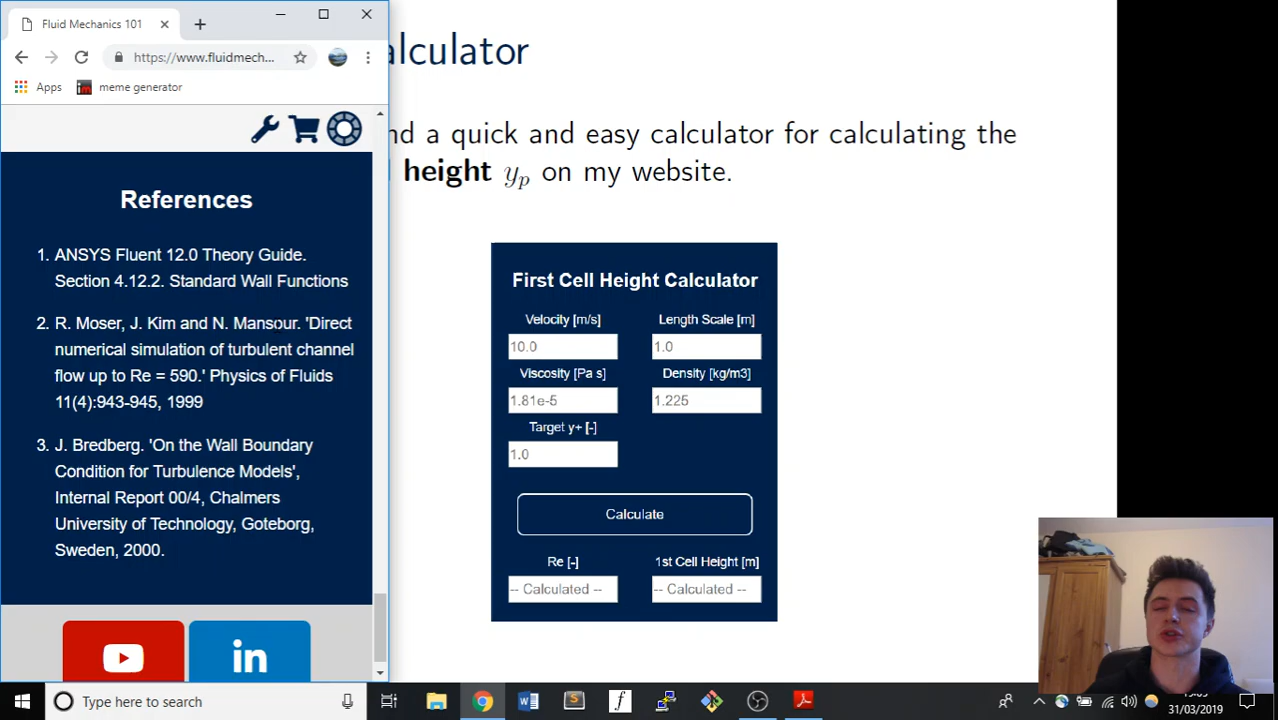 Fluid Mechanics 101
https://www.fluidmech...
Apps
meme generator
References
1. ANSYS Fluent 12.0 Theory Guide.
Section 4.12.2. Standard Wall Functions
2. R. Moser, J. Kim and N. Mansour. 'Direct
numerical simulation of turbulent channel
flow up to Re = 590.' Physics of Fluids
11(4):943-945, 1999
3. J. Bredberg. 'On the Wall Boundary
Condition for Turbulence Models',
Internal Report 00/4, Chalmers
University of Technology, Goteborg,
Sweden, 2000.
in
alculator
nd a quick and easy calculator for calculating the
height yp on my website.
First Cell Height Calculator
Velocity [m/s] Length Scale [m]
10.0 1.0
Viscosity [Pa s] Density [kg/m3]
1.81e-5 1.225
Target y+ [-]
1.0
Calculate
Re [-] 1st Cell Height [m]
-- Calculated -- -- Calculated --
Type here to search
31/03/2019